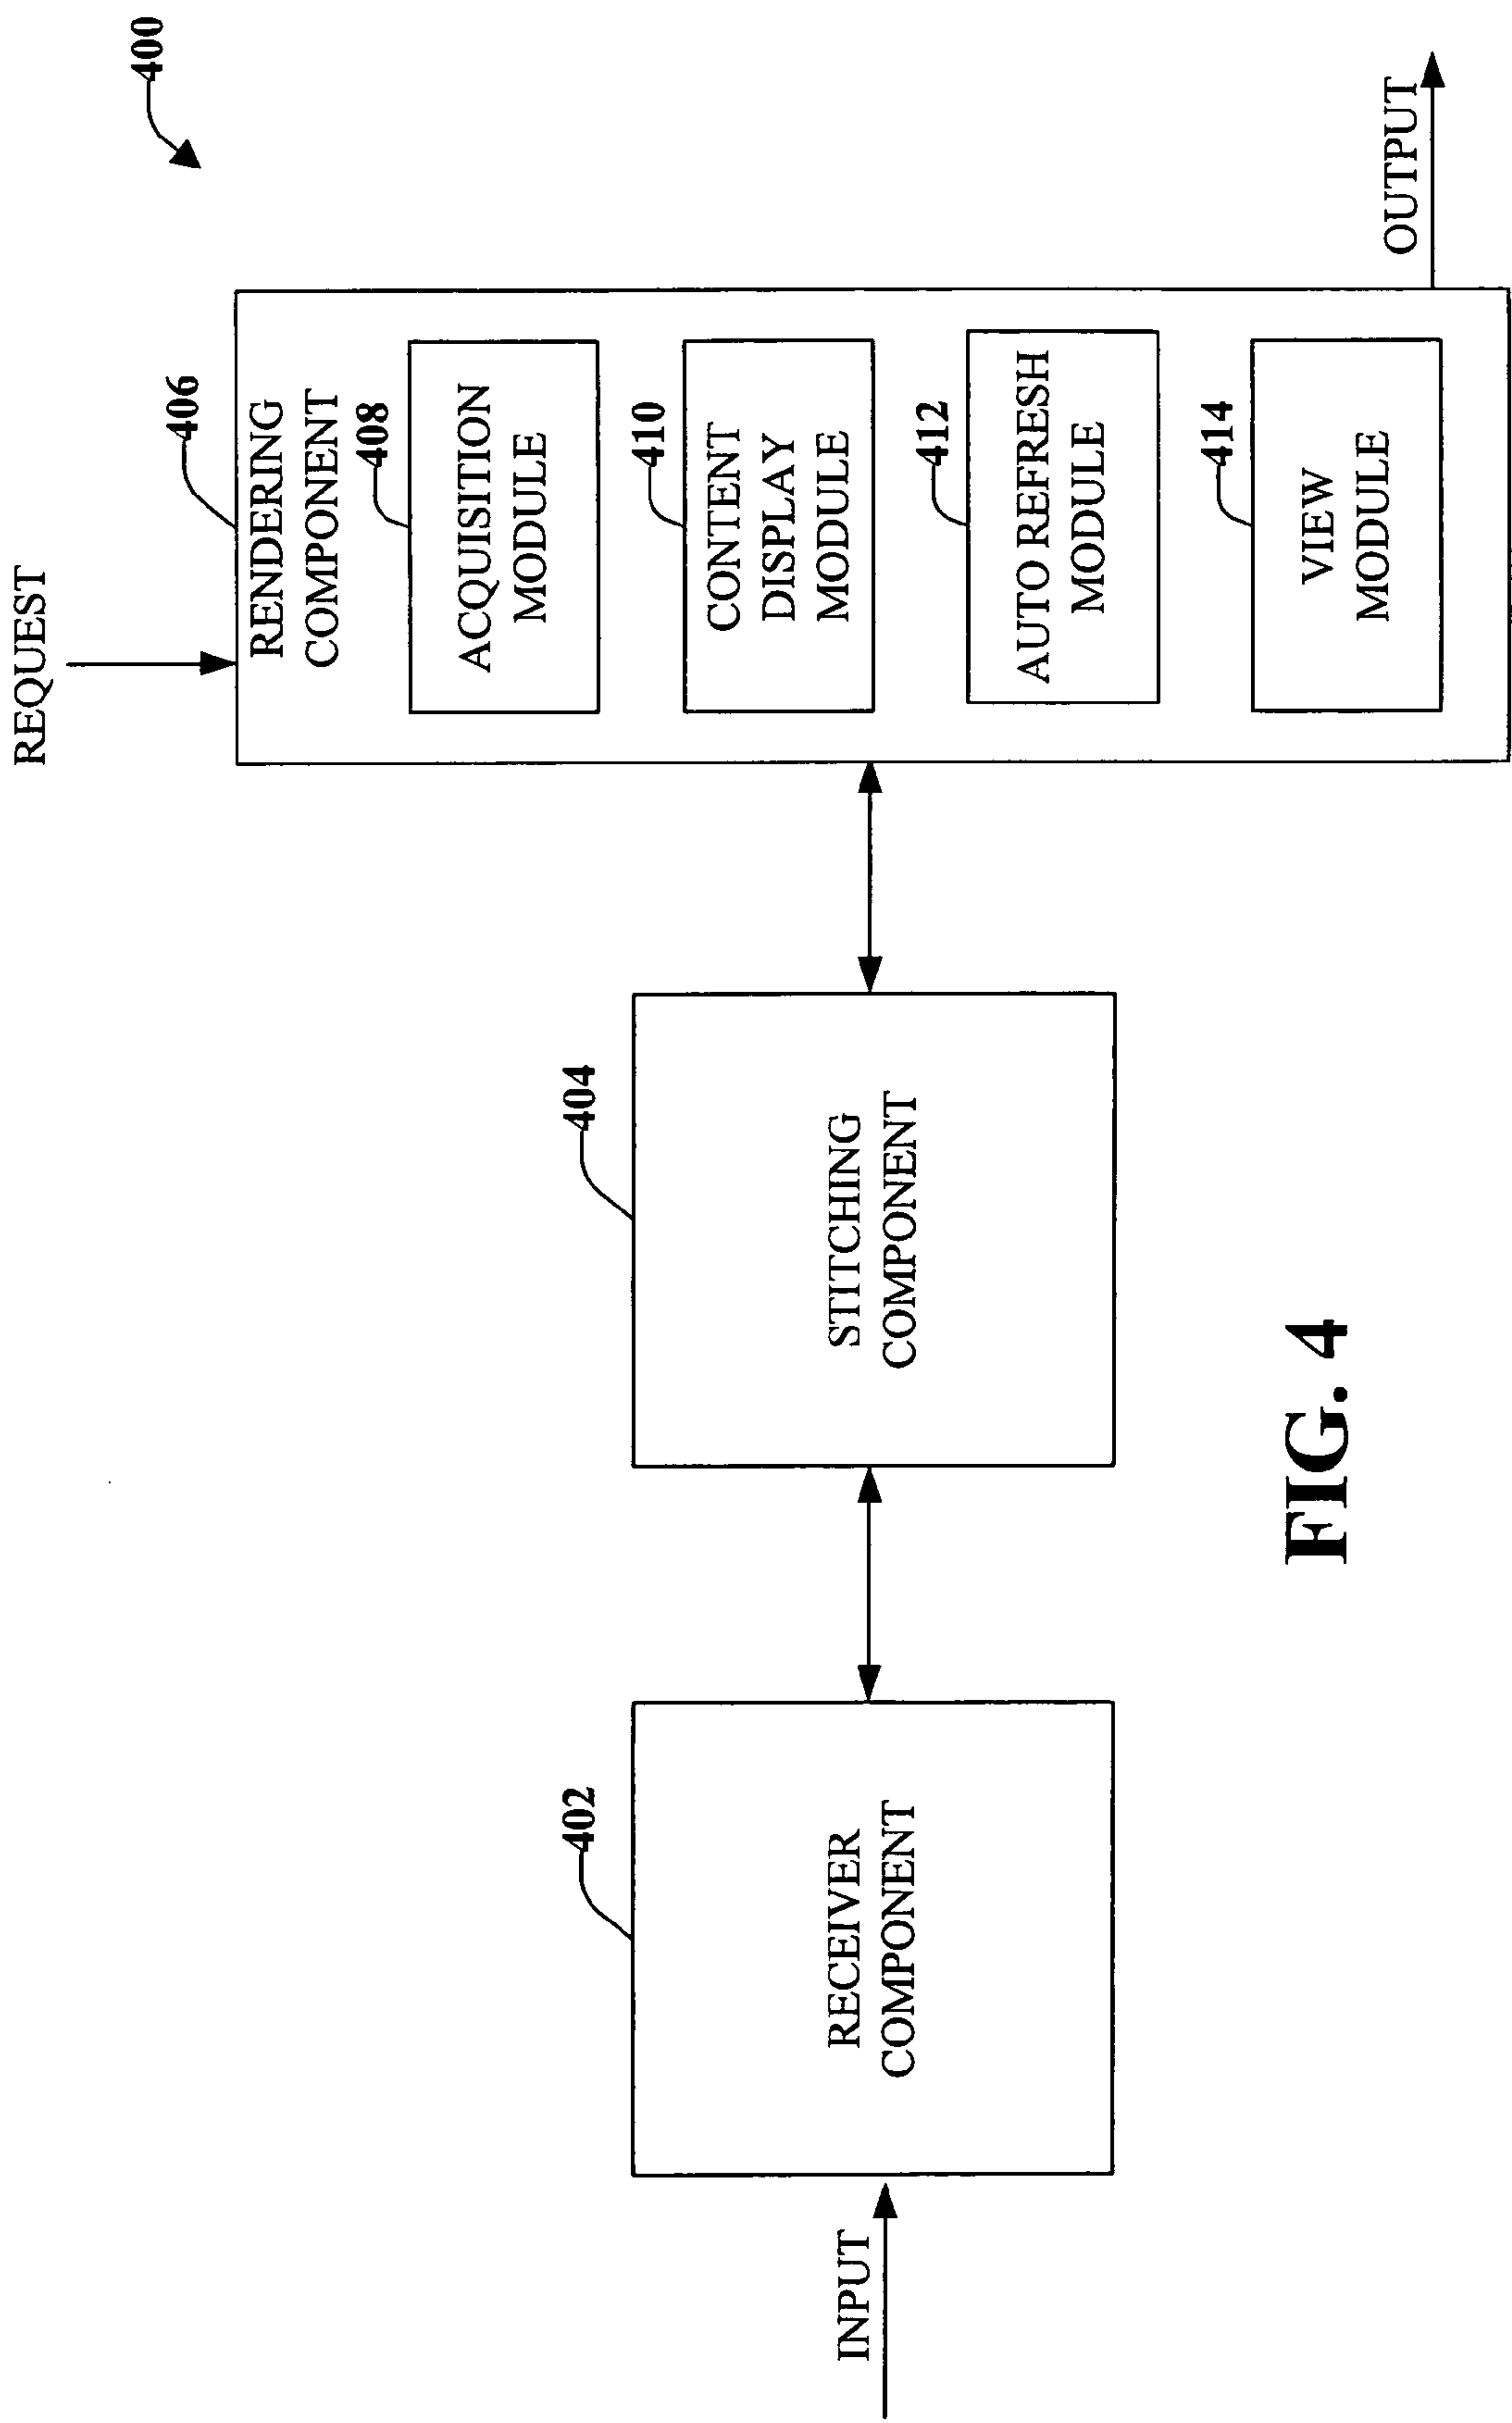 400
REQUEST
406
RENDERING
COMPONENT
408
ACQUISITION
MODULE
410
CONTENT
DISPLAY
MODULE
412
AUTO REFRESH
MODULE
414
VIEW
MODULE
OUTPUT
404
STITCHING
COMPONENT
402
RECEIVER
COMPONENT
INPUT
FIG. 4